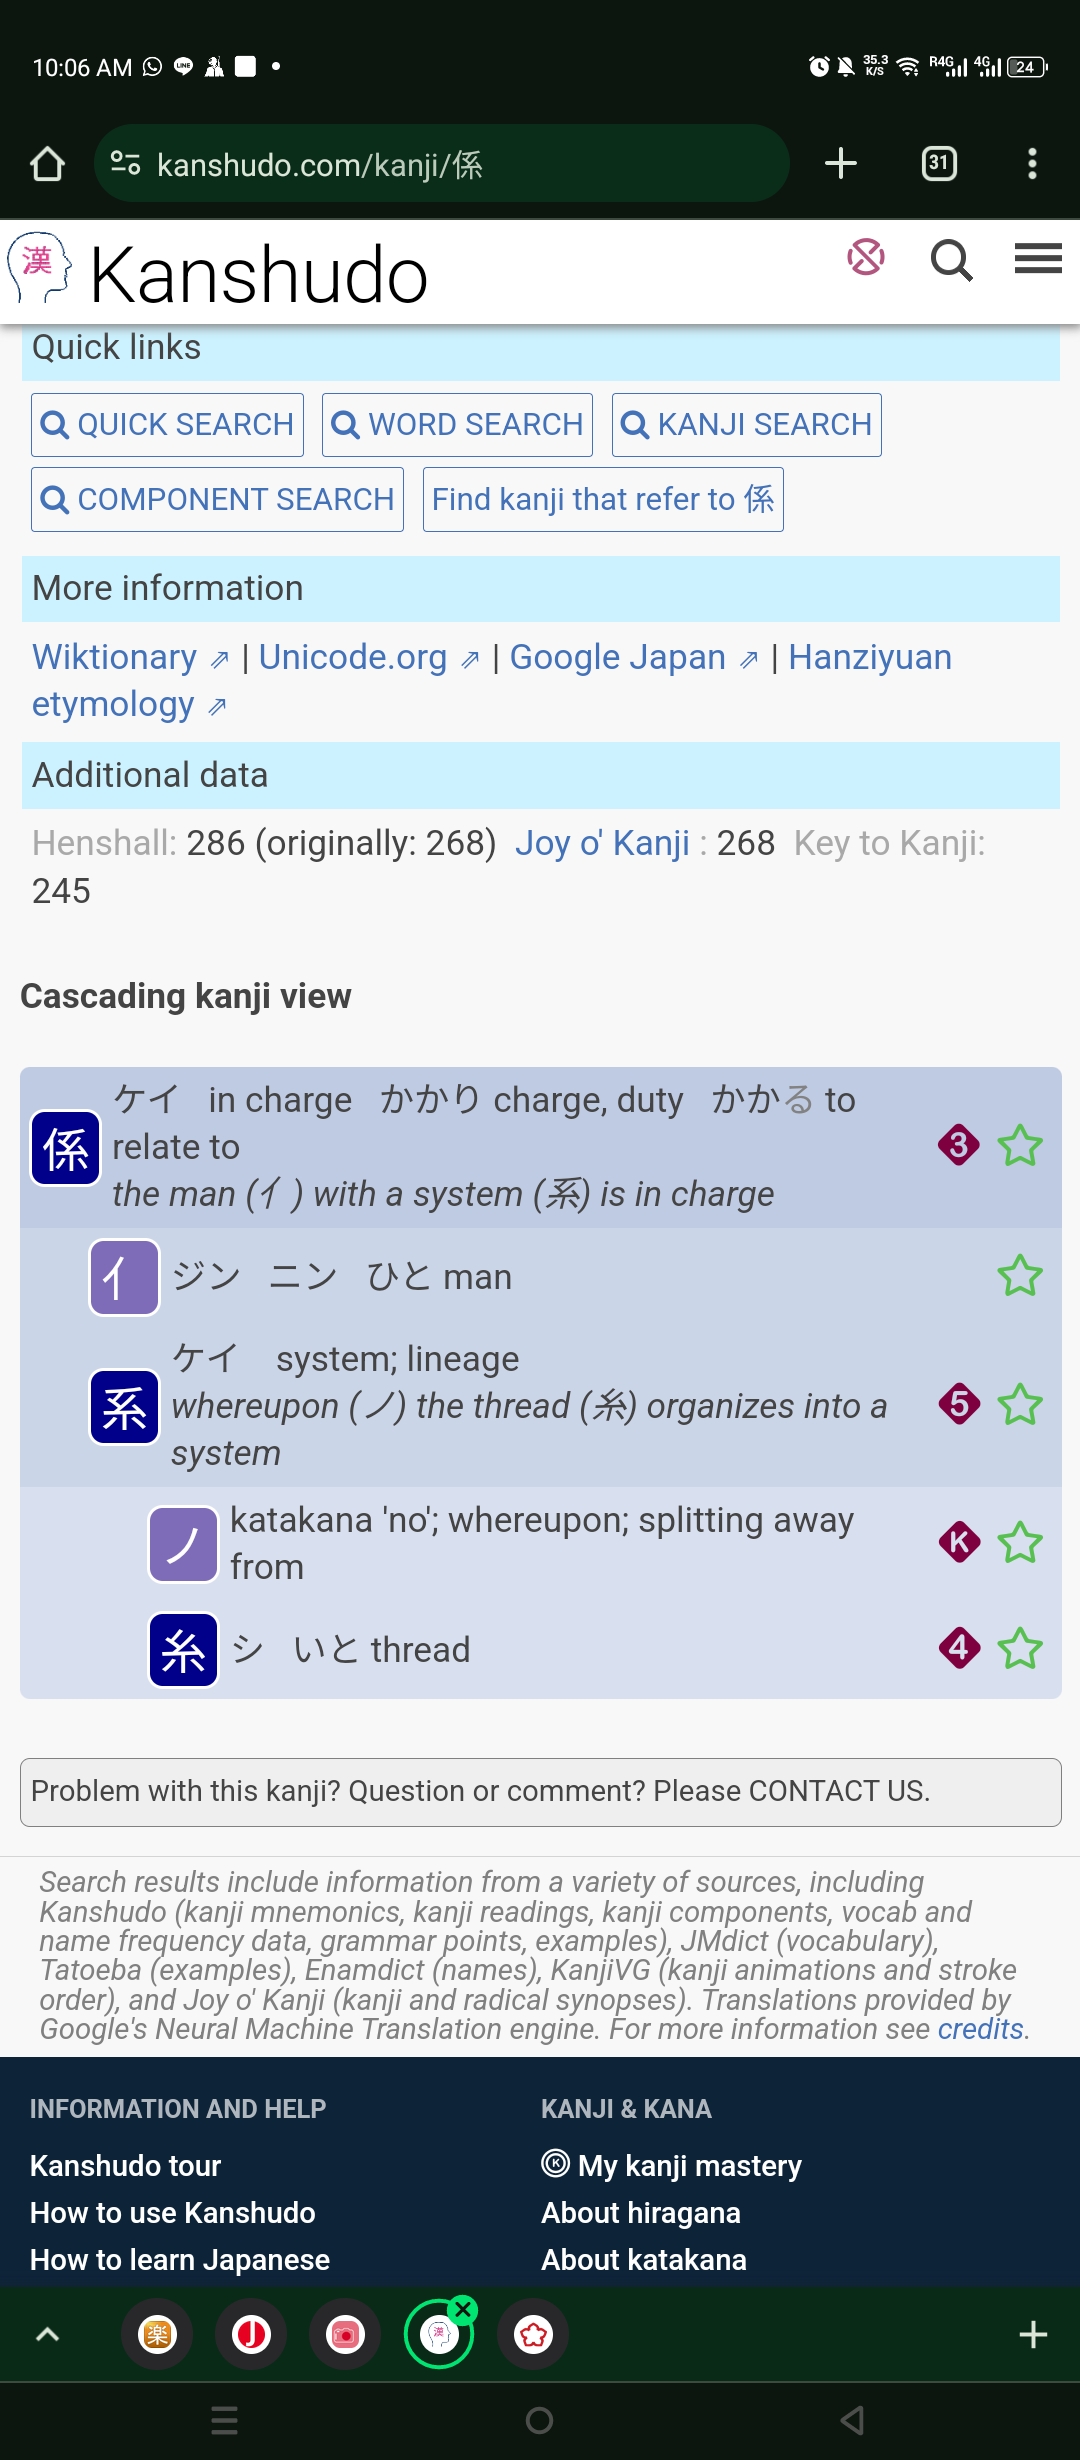 10:06 AM
35.3 K/S R4G 4G 24
kanshudo.com/kanji/係
31
漢 Kanshudo
Quick links
QUICK SEARCH WORD SEARCH KANJI SEARCH
COMPONENT SEARCH Find kanji that refer to 係
More information
Wiktionary ⇗ | Unicode.org ⇗ | Google Japan ⇗ | Hanziyuan
etymology ⇗
Additional data
Henshall: 286 (originally: 268) Joy o' Kanji : 268 Key to Kanji:
245
Cascading kanji view
係 ケイ in charge かかり charge, duty かかる to
relate to
the man (亻) with a system (系) is in charge
3
亻 ジン ニン ひと man
系 ケイ system; lineage
whereupon (ノ) the thread (糸) organizes into a
system
5
ノ katakana 'no'; whereupon; splitting away
from
K
糸 シ いと thread
4
Problem with this kanji? Question or comment? Please CONTACT US.
Search results include information from a variety of sources, including
Kanshudo (kanji mnemonics, kanji readings, kanji components, vocab and
name frequency data, grammar points, examples), JMdict (vocabulary),
Tatoeba (examples), Enamdict (names), KanjiVG (kanji animations and stroke
order), and Joy o' Kanji (kanji and radical synopses). Translations provided by
Google's Neural Machine Translation engine. For more information see credits.
INFORMATION AND HELP
Kanshudo tour
How to use Kanshudo
How to learn Japanese
KANJI & KANA
K My kanji mastery
About hiragana
About katakana
楽 J 漢